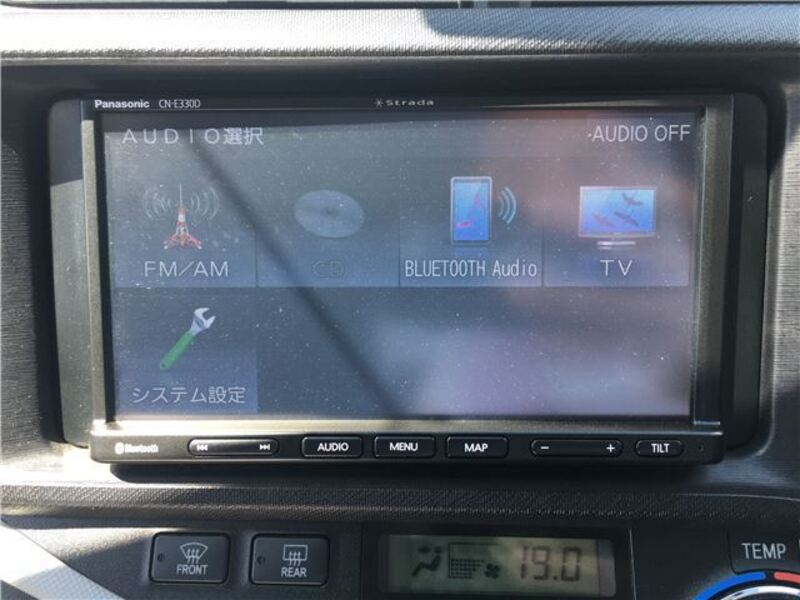 Panasonic CN-E330D Strada
AUDIO選択 AUDIO OFF
FM/AM CD BLUETOOTH Audio TV
システム設定
Bluetooth AUDIO MENU MAP − + TILT
FRONT REAR 19.0 TEMP